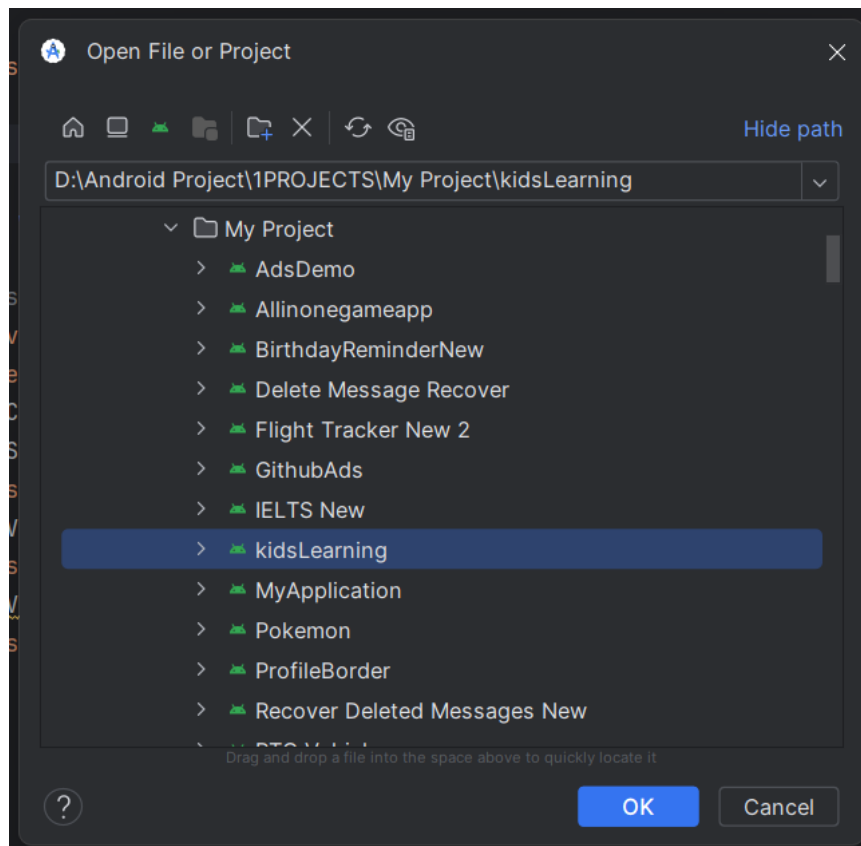 Open File or Project
Hide path
D:\Android Project\1PROJECTS\My Project\kidsLearning
My Project
AdsDemo
Allinonegameapp
BirthdayReminderNew
Delete Message Recover
Flight Tracker New 2
GithubAds
IELTS New
kidsLearning
MyApplication
Pokemon
ProfileBorder
Recover Deleted Messages New
Drag and drop a file into the space above to quickly locate it
?
OK
Cancel